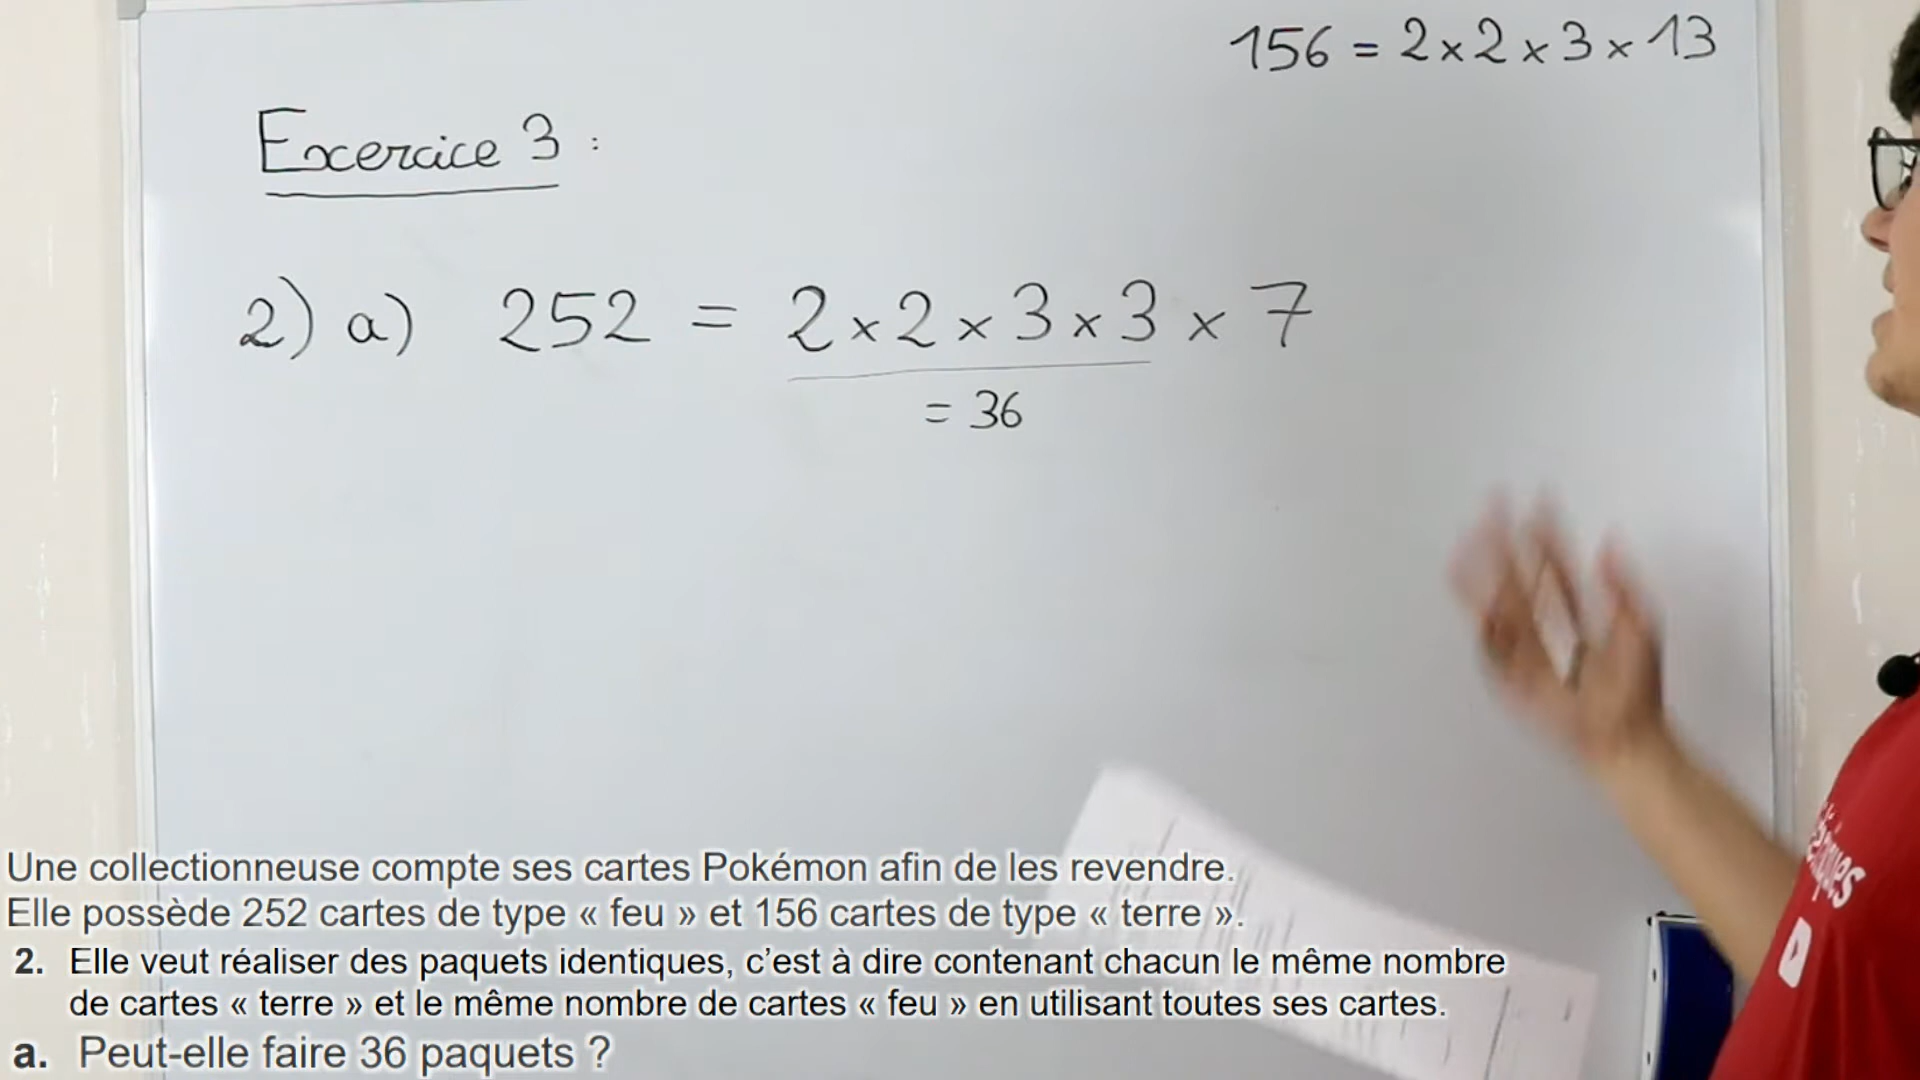 156 = 2 × 2 × 3 × 13
Exercice 3 :
2) a) 252 = 2 × 2 × 3 × 3 × 7
= 36
Une collectionneuse compte ses cartes Pokémon afin de les revendre.
Elle possède 252 cartes de type « feu » et 156 cartes de type « terre ».
2. Elle veut réaliser des paquets identiques, c’est à dire contenant chacun le même nombre
de cartes « terre » et le même nombre de cartes « feu » en utilisant toutes ses cartes.
a. Peut-elle faire 36 paquets ?